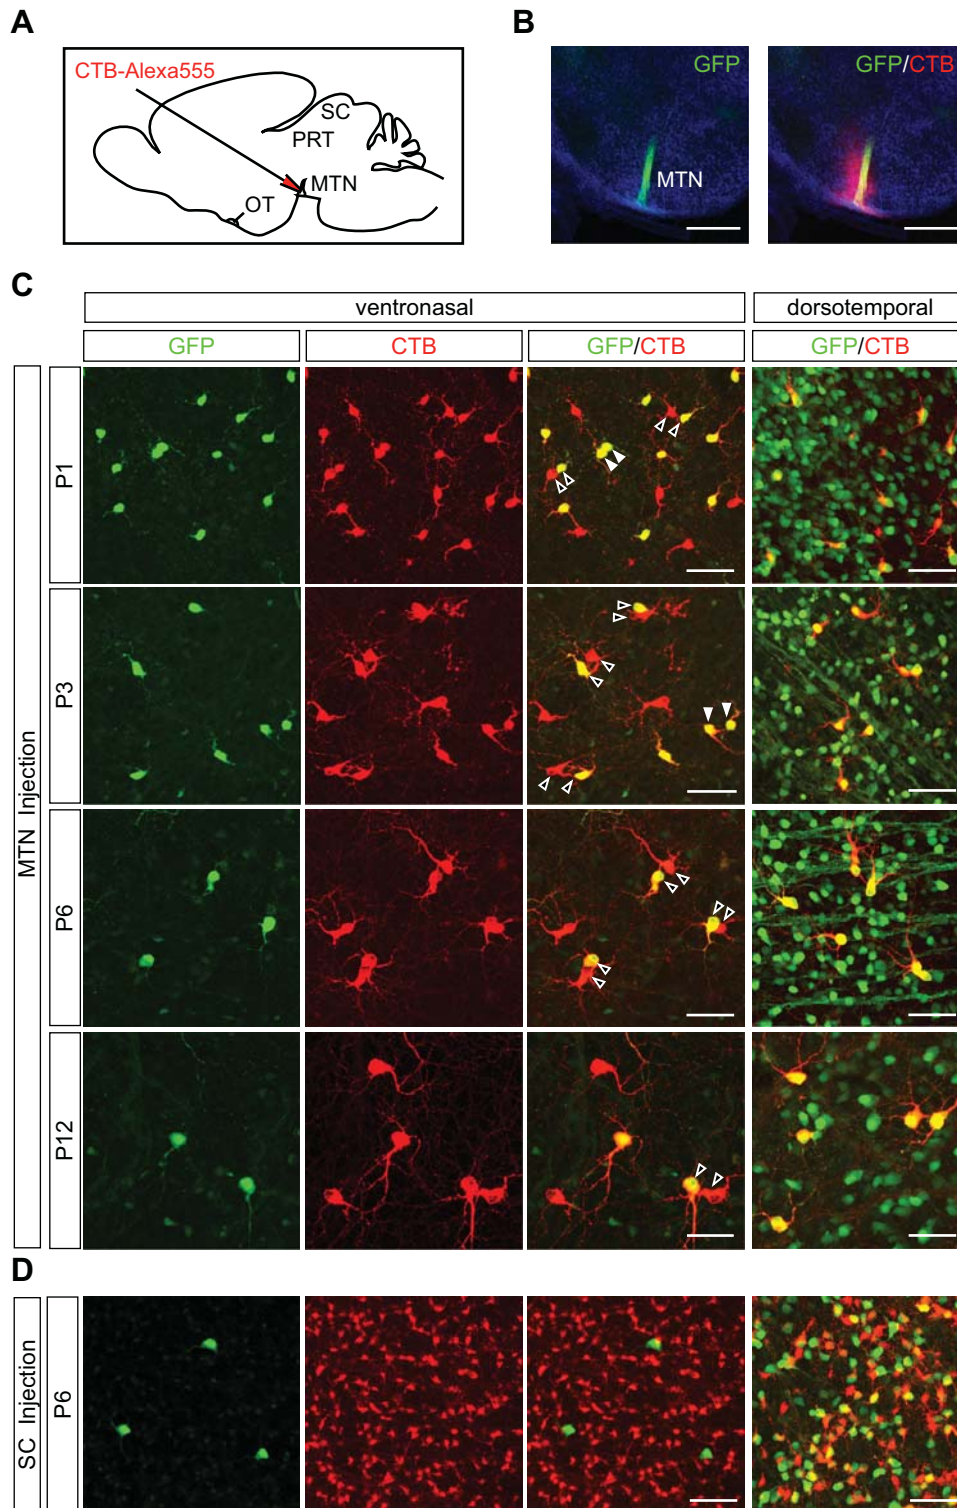 A
CTB-Alexa555
SC
PRT
MTN
OT
B
GFP
MTN
GFP/CTB
C
ventronasal
dorsotemporal
GFP
CTB
GFP/CTB
GFP/CTB
MTN Injection
P1
P3
P6
P12
D
SC Injection
P6